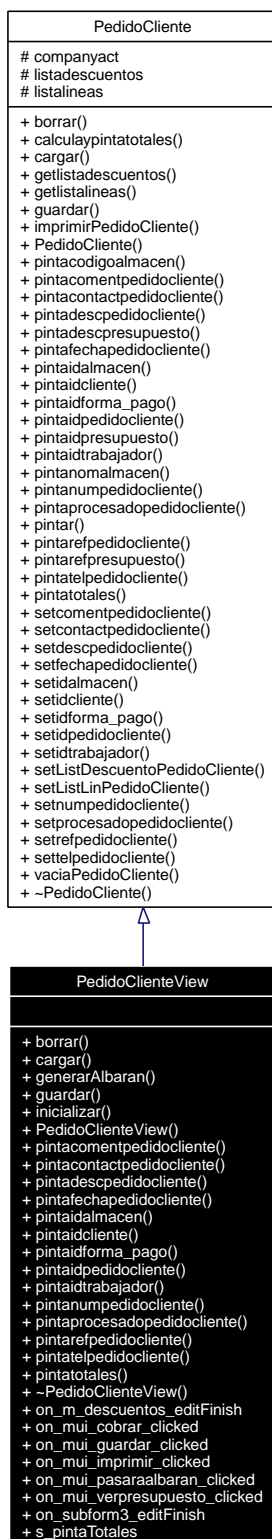 PedidoCliente
# companyact
# listadescuentos
# listalineas
+ borrar()
+ calculaypintatotales()
+ cargar()
+ getlistadescuentos()
+ getlistalineas()
+ guardar()
+ imprimirPedidoCliente()
+ PedidoCliente()
+ pintacodigoalmacen()
+ pintacomentpedidocliente()
+ pintacontactpedidocliente()
+ pintadescpedidocliente()
+ pintadescpresupuesto()
+ pintafechapedidocliente()
+ pintaidalmacen()
+ pintaidcliente()
+ pintaidforma_pago()
+ pintaidpedidocliente()
+ pintaidpresupuesto()
+ pintaidtrabajador()
+ pintanomalmacen()
+ pintanumpedidocliente()
+ pintaprocesadopedidocliente()
+ pintar()
+ pintarefpedidocliente()
+ pintarefpresupuesto()
+ pintatelpedidocliente()
+ pintatotales()
+ setcomentpedidocliente()
+ setcontactpedidocliente()
+ setdescpedidocliente()
+ setfechapedidocliente()
+ setidalmacen()
+ setidcliente()
+ setidforma_pago()
+ setidpedidocliente()
+ setidtrabajador()
+ setListDescuentoPedidoCliente()
+ setListLinPedidoCliente()
+ setnumpedidocliente()
+ setprocesadopedidocliente()
+ setrefpedidocliente()
+ settelpedidocliente()
+ vaciaPedidoCliente()
+ ~PedidoCliente()
PedidoClienteView
+ borrar()
+ cargar()
+ generarAlbaran()
+ guardar()
+ inicializar()
+ PedidoClienteView()
+ pintacomentpedidocliente()
+ pintacontactpedidocliente()
+ pintadescpedidocliente()
+ pintafechapedidocliente()
+ pintaidalmacen()
+ pintaidcliente()
+ pintaidforma_pago()
+ pintaidpedidocliente()
+ pintaidtrabajador()
+ pintanumpedidocliente()
+ pintaprocesadopedidocliente()
+ pintarefpedidocliente()
+ pintatelpedidocliente()
+ pintatotales()
+ ~PedidoClienteView()
+ on_m_descuentos_editFinish
+ on_mui_cobrar_clicked
+ on_mui_guardar_clicked
+ on_mui_imprimir_clicked
+ on_mui_pasaraalbaran_clicked
+ on_mui_verpresupuesto_clicked
+ on_subform3_editFinish
+ s_pintaTotales